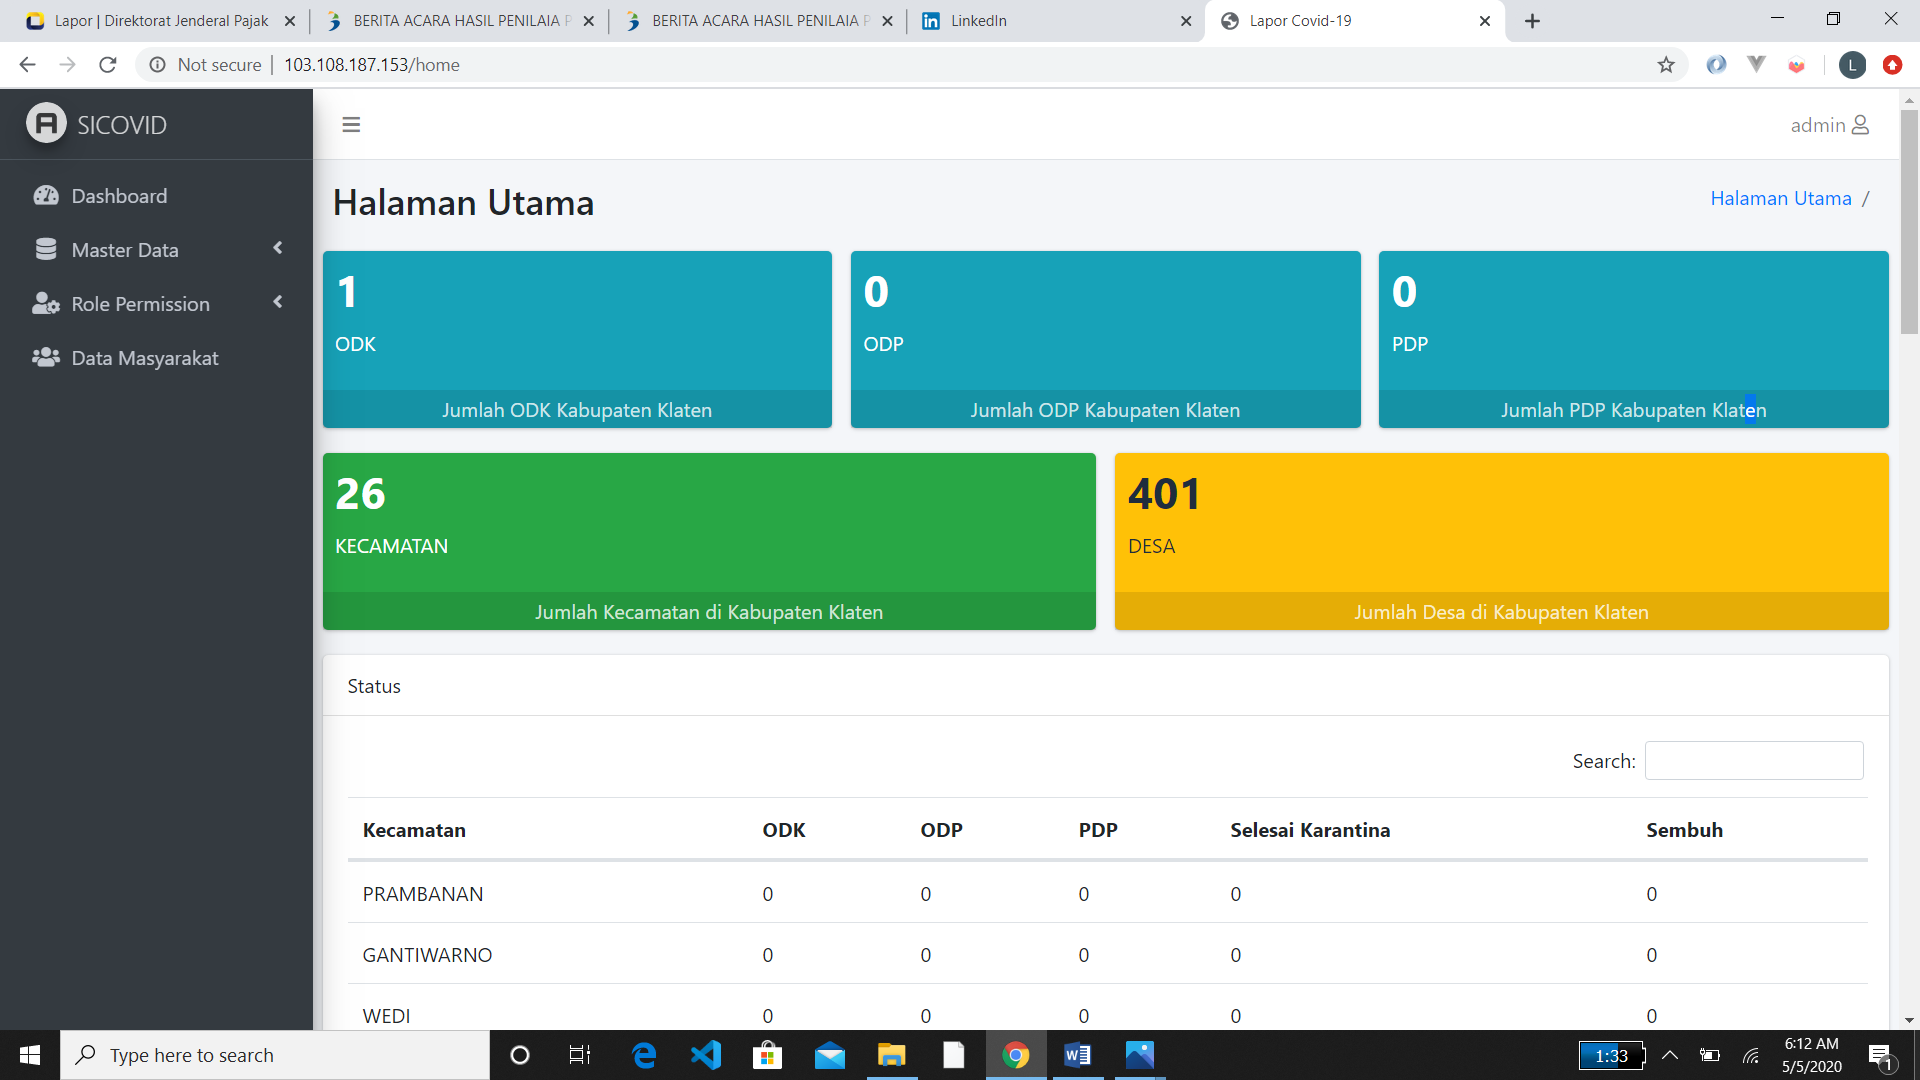 Lapor | Direktorat Jenderal Pajak
BERITA ACARA HASIL PENILAIA
BERITA ACARA HASIL PENILAIA
LinkedIn
Lapor Covid-19
Not secure | 103.108.187.153/home
L
SICOVID
admin
Dashboard
Master Data
Role Permission
Data Masyarakat
Halaman Utama
Halaman Utama /
1
ODK
Jumlah ODK Kabupaten Klaten
0
ODP
Jumlah ODP Kabupaten Klaten
0
PDP
Jumlah PDP Kabupaten Klaten
26
KECAMATAN
Jumlah Kecamatan di Kabupaten Klaten
401
DESA
Jumlah Desa di Kabupaten Klaten
Status
Search:
Kecamatan ODK ODP PDP Selesai Karantina Sembuh
PRAMBANAN 0 0 0 0 0
GANTIWARNO 0 0 0 0 0
WEDI 0 0 0 0 0
Type here to search
1:33
6:12 AM
5/5/2020
1